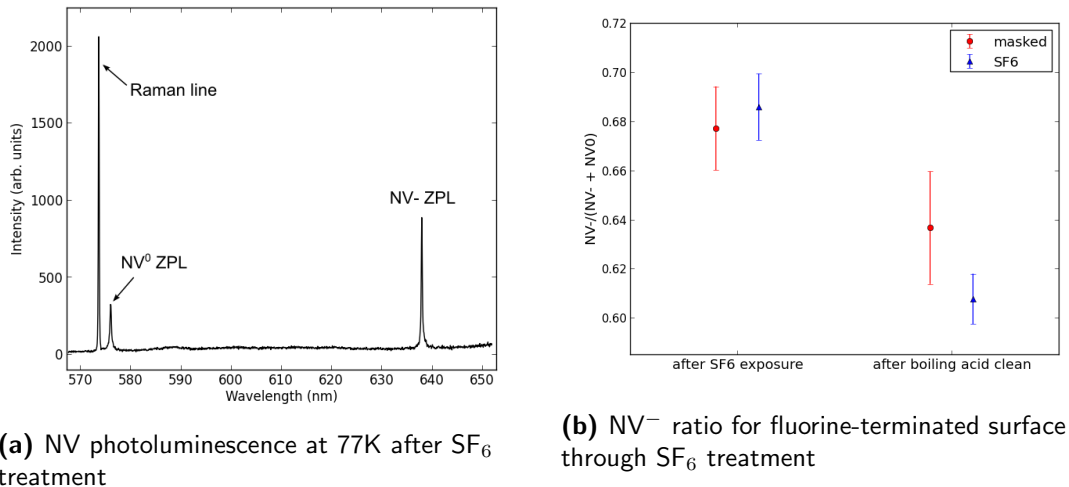 2000
1500
1000
500
0
Intensity (arb. units)
Raman line
NV⁰ ZPL
NV- ZPL
570 580 590 600 610 620 630 640 650
Wavelength (nm)
(a) NV photoluminescence at 77K after SF₆
treatment
0.72
0.70
0.68
0.66
0.64
0.62
0.60
NV-/(NV- + NV0)
masked
SF6
after SF6 exposure after boiling acid clean
(b) NV⁻ ratio for fluorine-terminated surface
through SF₆ treatment